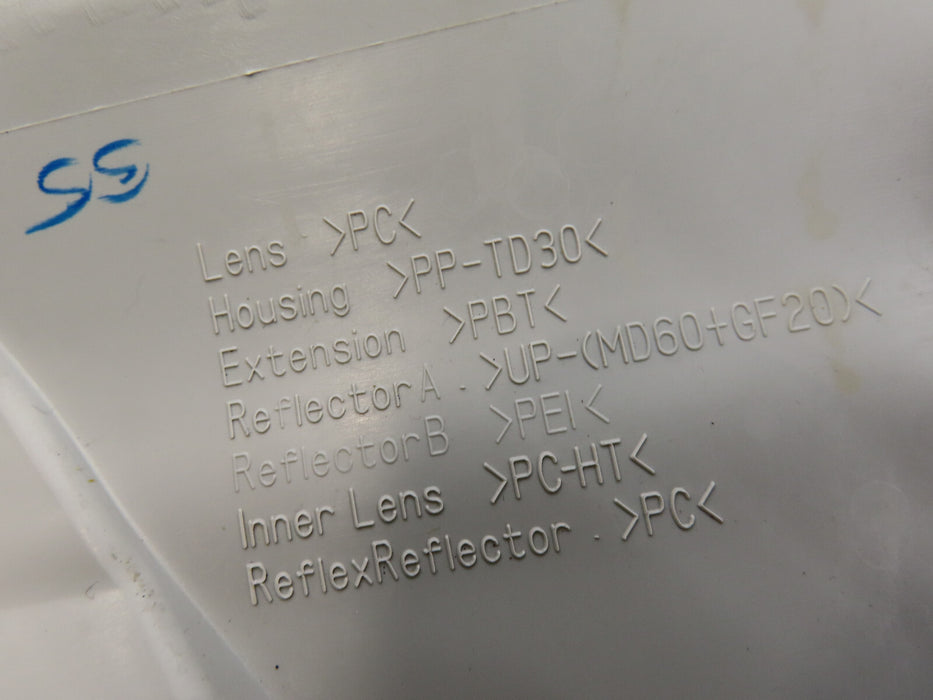 SS
Lens >PC<
Housing >PP-TD30<
Extension >PBT<
ReflectorA >UP-(MD60+GF20)<
ReflectorB >PEI<
Inner Lens >PC-HT<
ReflexReflector >PC<